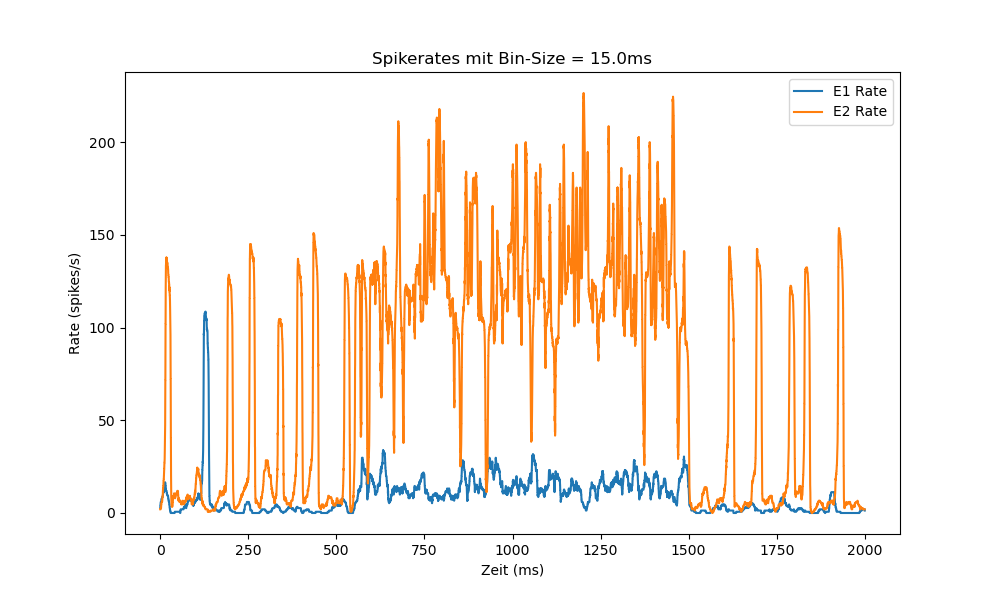 Spikerates mit Bin-Size = 15.0ms
E1 Rate
E2 Rate
200
150
100
50
0
Rate (spikes/s)
0 250 500 750 1000 1250 1500 1750 2000
Zeit (ms)